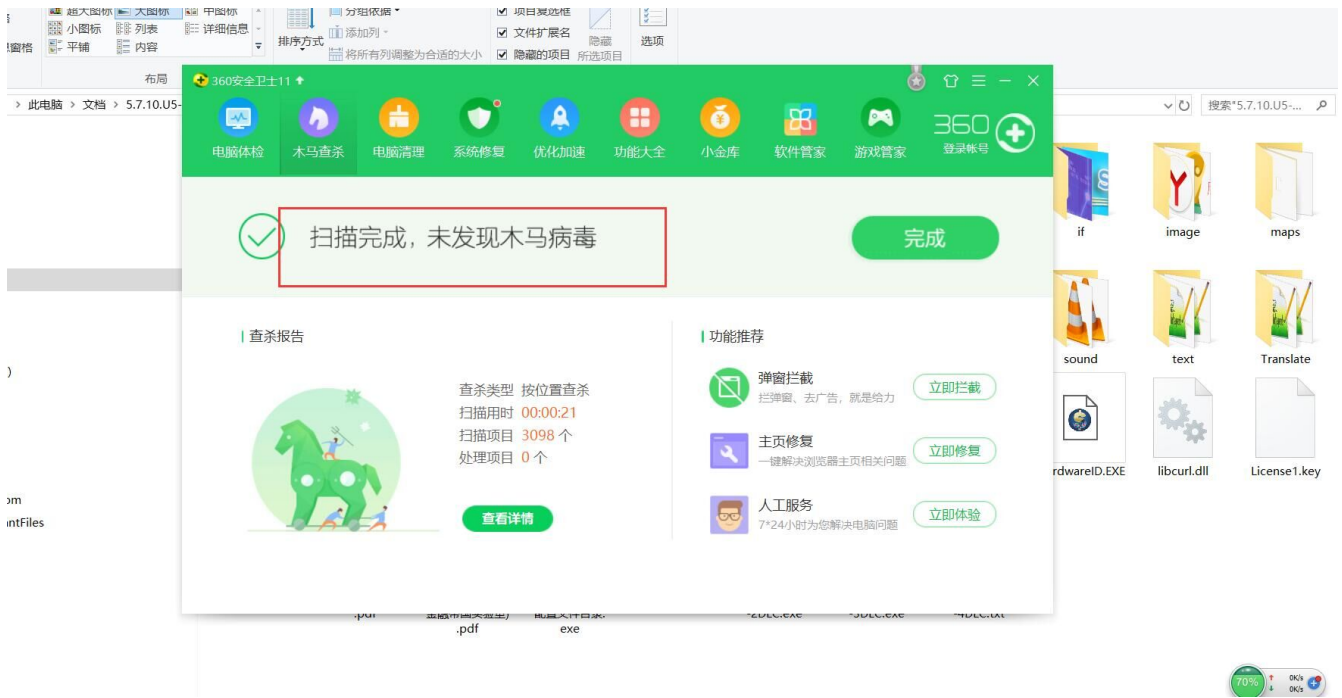 超大图标
大图标
中图标
小图标
列表
详细信息
平铺
内容
布局
排序方式
分组依据
添加列
将所有列调整为合适的大小
项目复选框
文件扩展名
隐藏的项目
隐藏
所选项目
选项
此电脑 > 文档 > 5.7.10.U5-
搜索"5.7.10.U5-...
360安全卫士11
电脑体检
木马查杀
电脑清理
系统修复
优化加速
功能大全
小金库
软件管家
游戏管家
360
登录帐号
扫描完成，未发现木马病毒
完成
查杀报告
查杀类型 按位置查杀
扫描用时 00:00:21
扫描项目 3098 个
处理项目 0 个
查看详情
功能推荐
弹窗拦截
拦弹窗、去广告，就是给力
立即拦截
主页修复
一键解决浏览器主页相关问题
立即修复
人工服务
7*24小时为您解决电脑问题
立即体验
if
image
maps
sound
text
Translate
rdwareID.EXE
libcurl.dll
License1.key
antFiles
.pdf
.pdf
exe
-2DLC.exe
-3DLC.exe
-4DLC.txt
70%
0K/s
0K/s